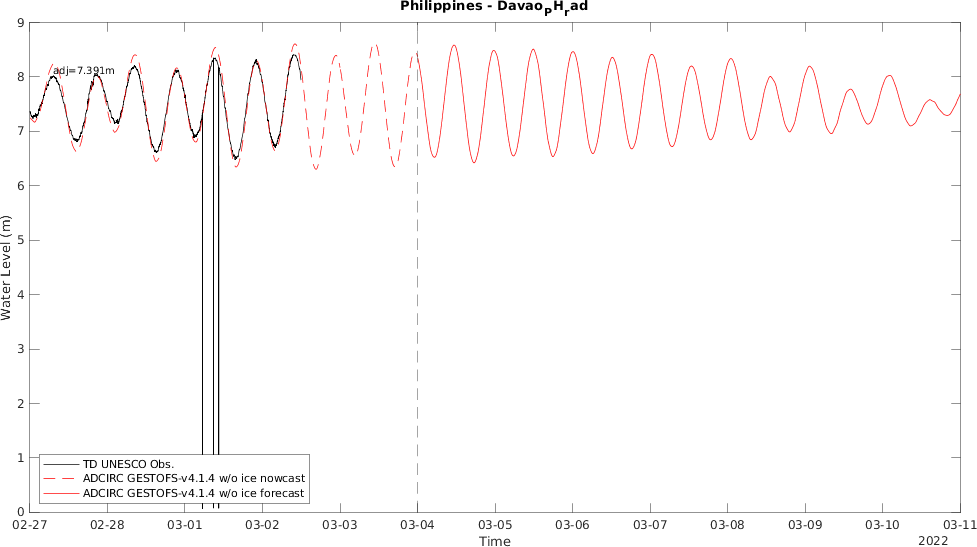 Philippines - Davao_PH_rad
9
8
7
6
5
4
3
2
1
0
Water Level (m)
adj=7.391m
TD UNESCO Obs.
ADCIRC GESTOFS-v4.1.4 w/o ice nowcast
ADCIRC GESTOFS-v4.1.4 w/o ice forecast
02-27 02-28 03-01 03-02 03-03 03-04 03-05 03-06 03-07 03-08 03-09 03-10 03-11
Time
2022